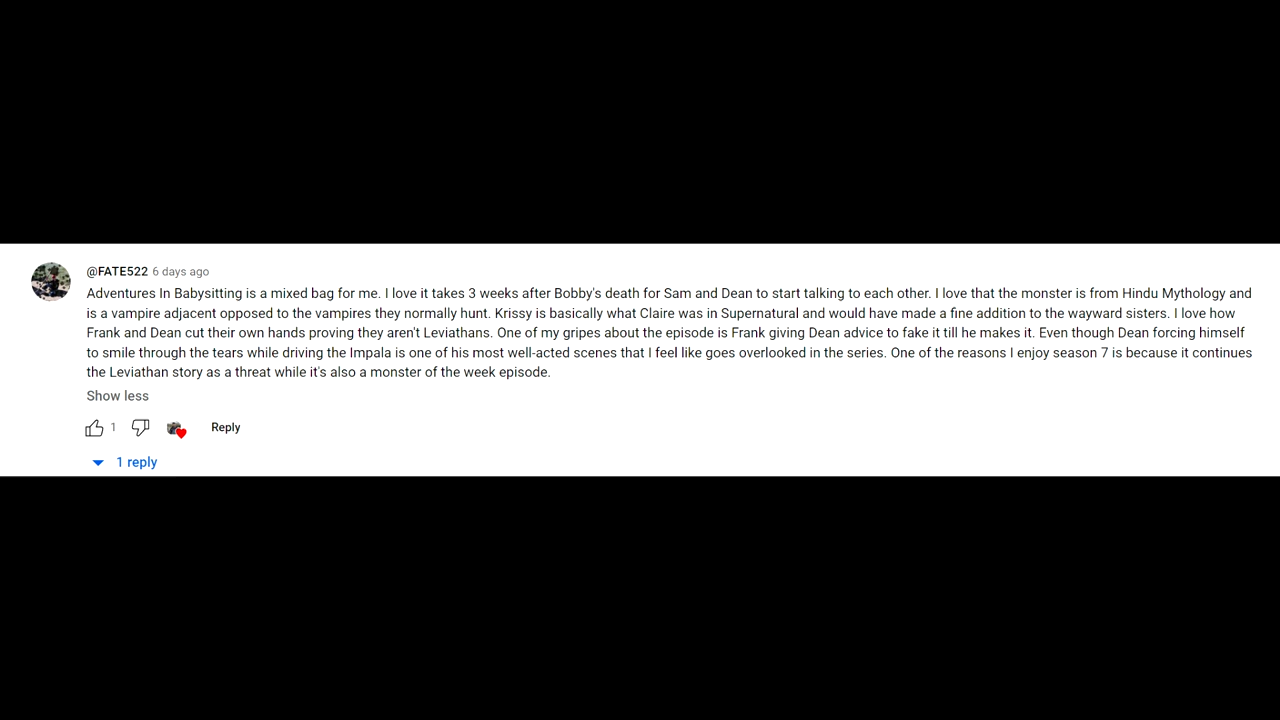 @FATE522 6 days ago
Adventures In Babysitting is a mixed bag for me. I love it takes 3 weeks after Bobby's death for Sam and Dean to start talking to each other. I love that the monster is from Hindu Mythology and
is a vampire adjacent opposed to the vampires they normally hunt. Krissy is basically what Claire was in Supernatural and would have made a fine addition to the wayward sisters. I love how
Frank and Dean cut their own hands proving they aren't Leviathans. One of my gripes about the episode is Frank giving Dean advice to fake it till he makes it. Even though Dean forcing himself
to smile through the tears while driving the Impala is one of his most well-acted scenes that I feel like goes overlooked in the series. One of the reasons I enjoy season 7 is because it continues
the Leviathan story as a threat while it's also a monster of the week episode.
Show less
1 Reply
1 reply